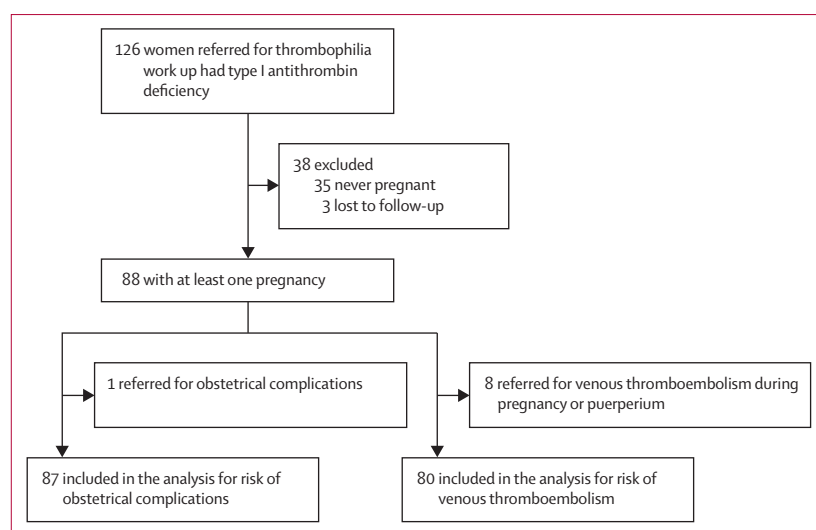 126 women referred for thrombophilia
work up had type I antithrombin
deficiency
38 excluded
35 never pregnant
3 lost to follow-up
88 with at least one pregnancy
1 referred for obstetrical complications
8 referred for venous thromboembolism during
pregnancy or puerperium
87 included in the analysis for risk of
obstetrical complications
80 included in the analysis for risk of
venous thromboembolism